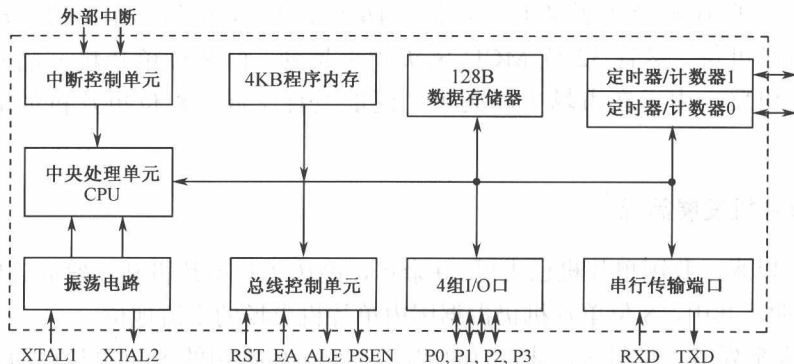 外部中断
中断控制单元
4KB程序内存
128B
数据存储器
定时器/计数器1
定时器/计数器0
中央处理单元
CPU
振荡电路
总线控制单元
4组I/O口
串行传输端口
XTAL1 XTAL2 RST EA ALE PSEN P0, P1, P2, P3 RXD TXD